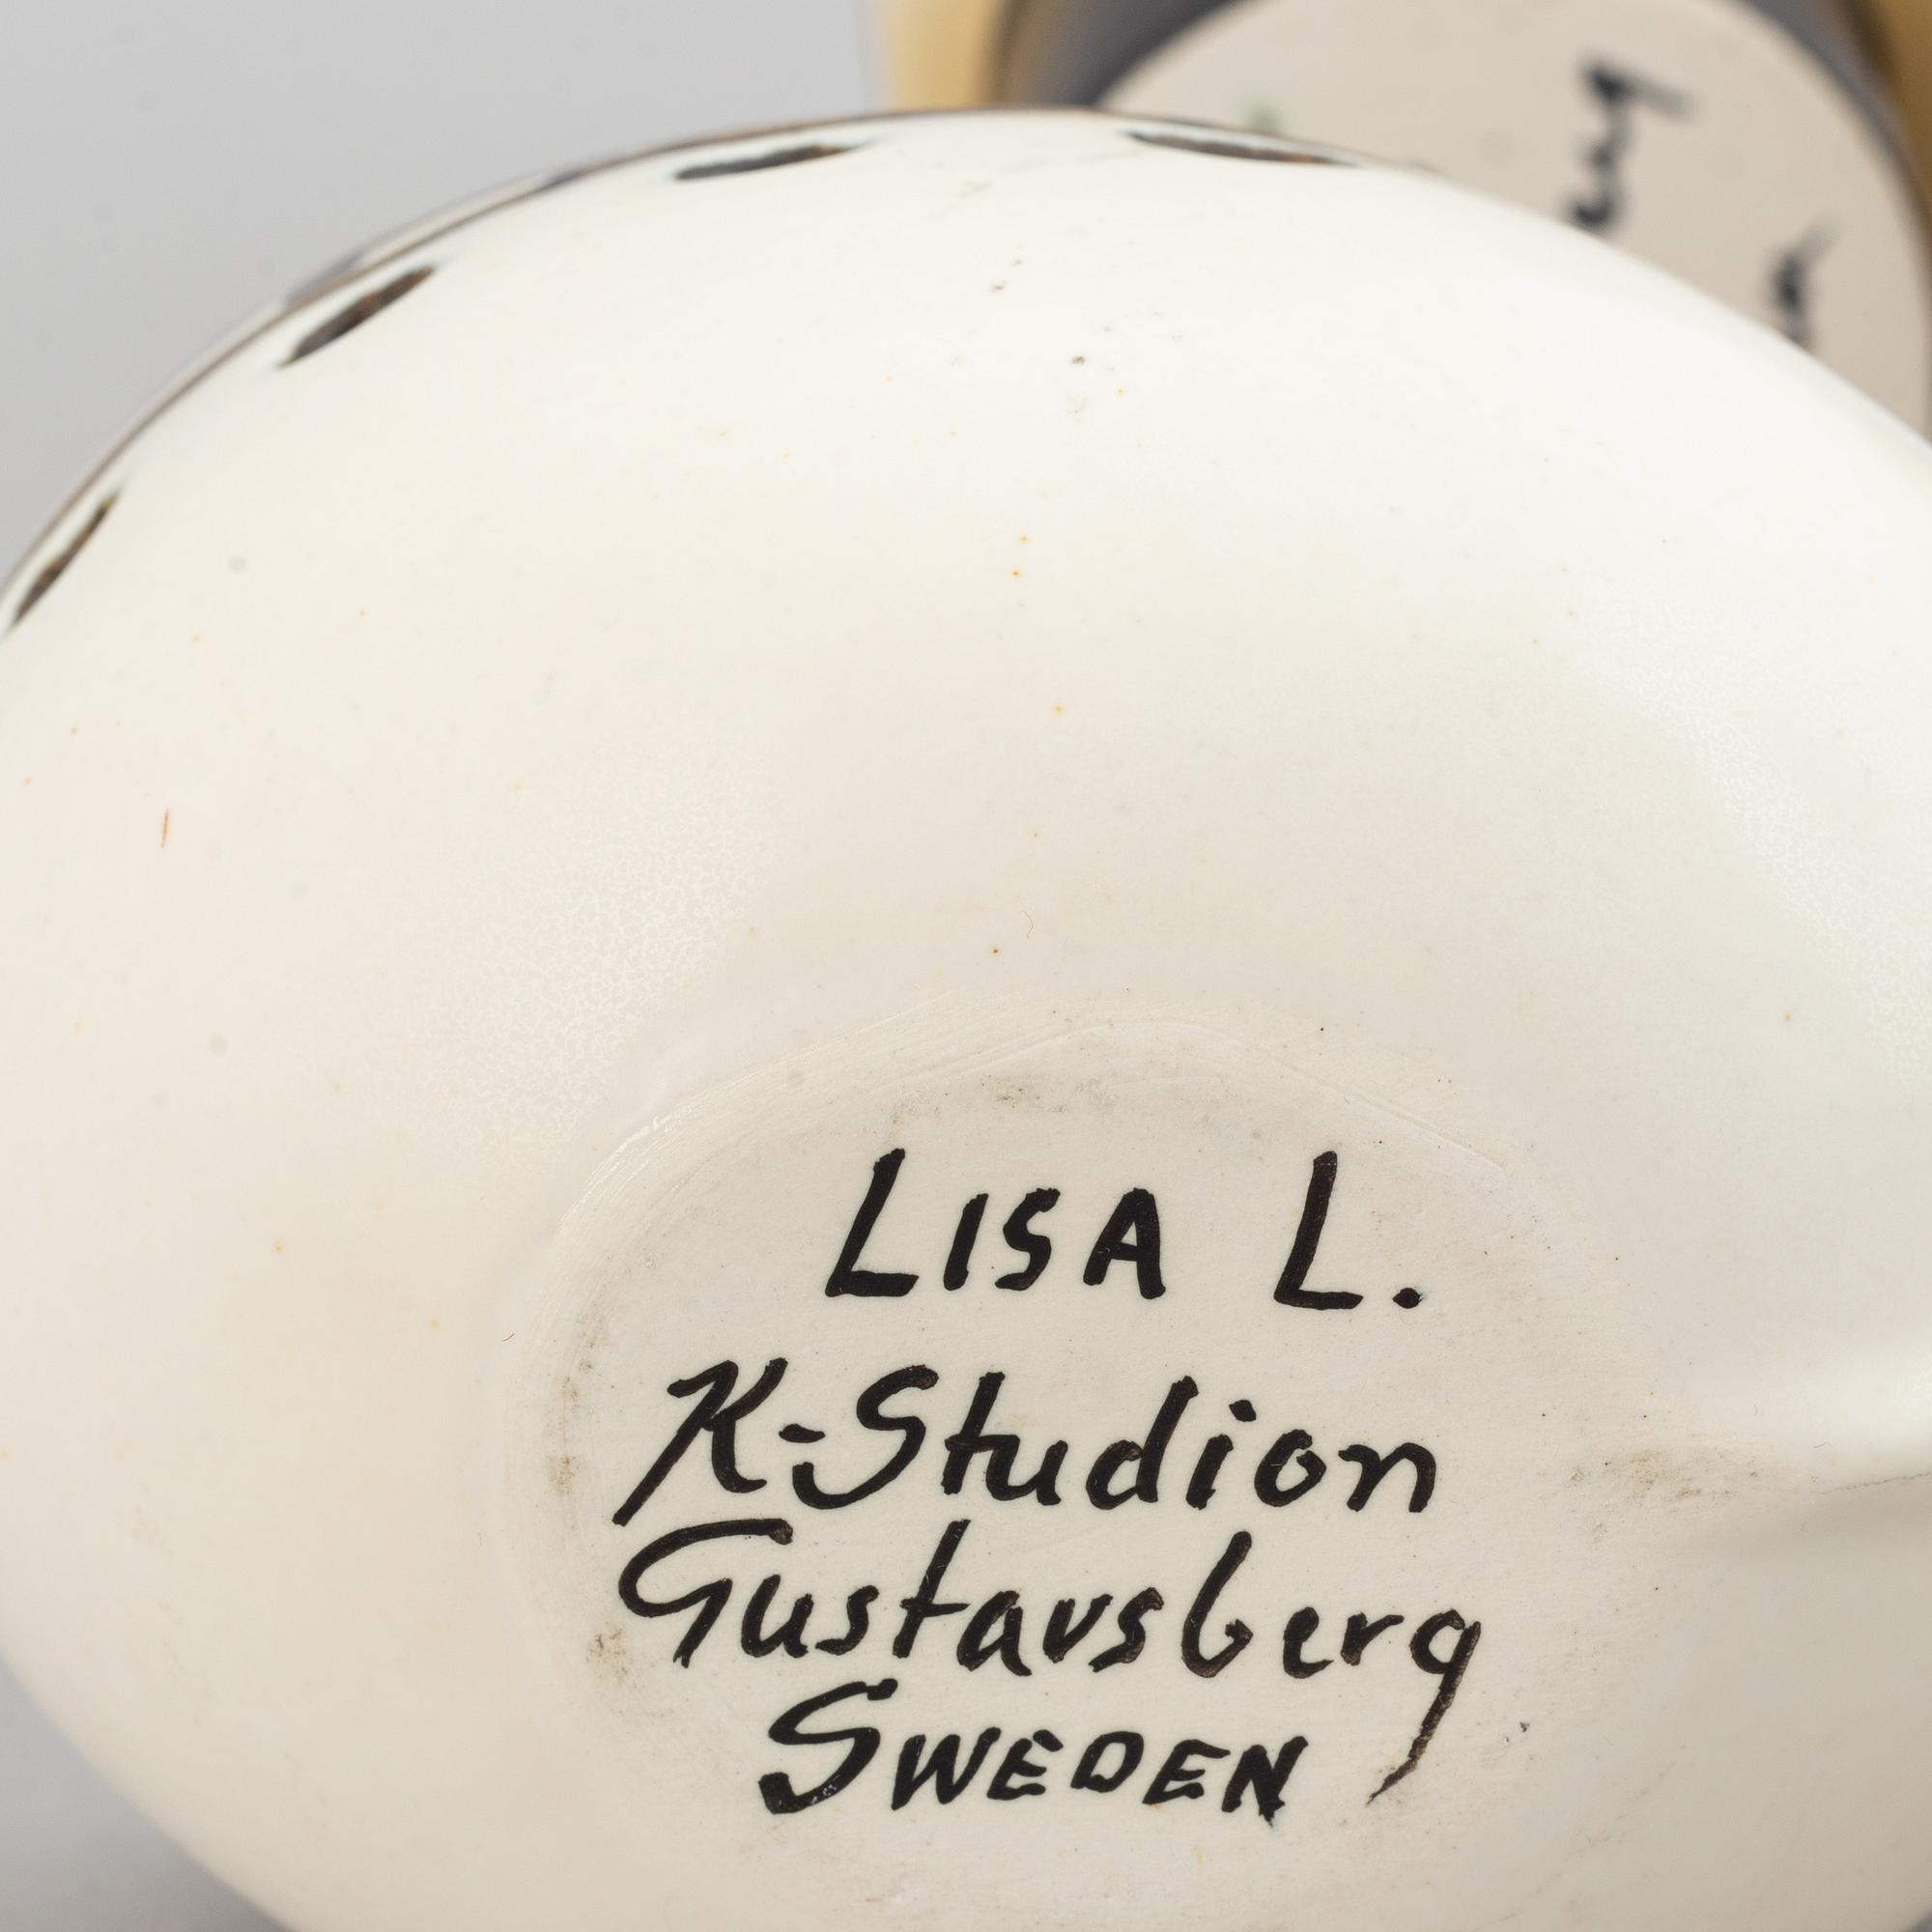 LISA L.
K-Studion
Gustavsberg
SWEDEN